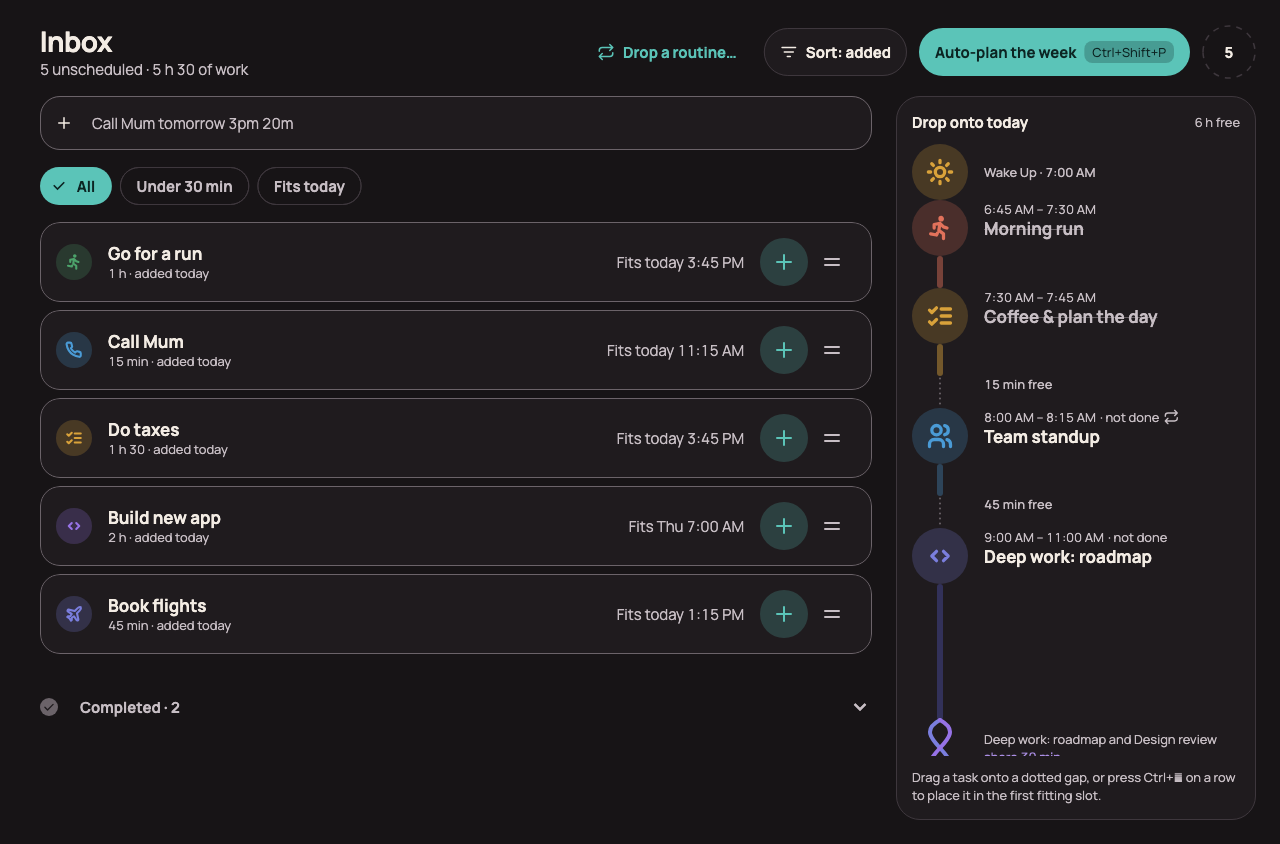 Inbox
5 unscheduled · 5 h 30 of work
Drop a routine...
Sort: added
Auto-plan the week Ctrl+Shift+P
5
Call Mum tomorrow 3pm 20m
All
Under 30 min
Fits today
Go for a run
1 h · added today
Fits today 3:45 PM
Call Mum
15 min · added today
Fits today 11:15 AM
Do taxes
1 h 30 · added today
Fits today 3:45 PM
Build new app
2 h · added today
Fits Thu 7:00 AM
Book flights
45 min · added today
Fits today 1:15 PM
Completed · 2
Drop onto today
6 h free
Wake Up · 7:00 AM
6:45 AM – 7:30 AM
Morning run
7:30 AM – 7:45 AM
Coffee & plan the day
15 min free
8:00 AM – 8:15 AM · not done
Team standup
45 min free
9:00 AM – 11:00 AM · not done
Deep work: roadmap
Deep work: roadmap and Design review
share 30 min
Drag a task onto a dotted gap, or press Ctrl+ on a row
to place it in the first fitting slot.